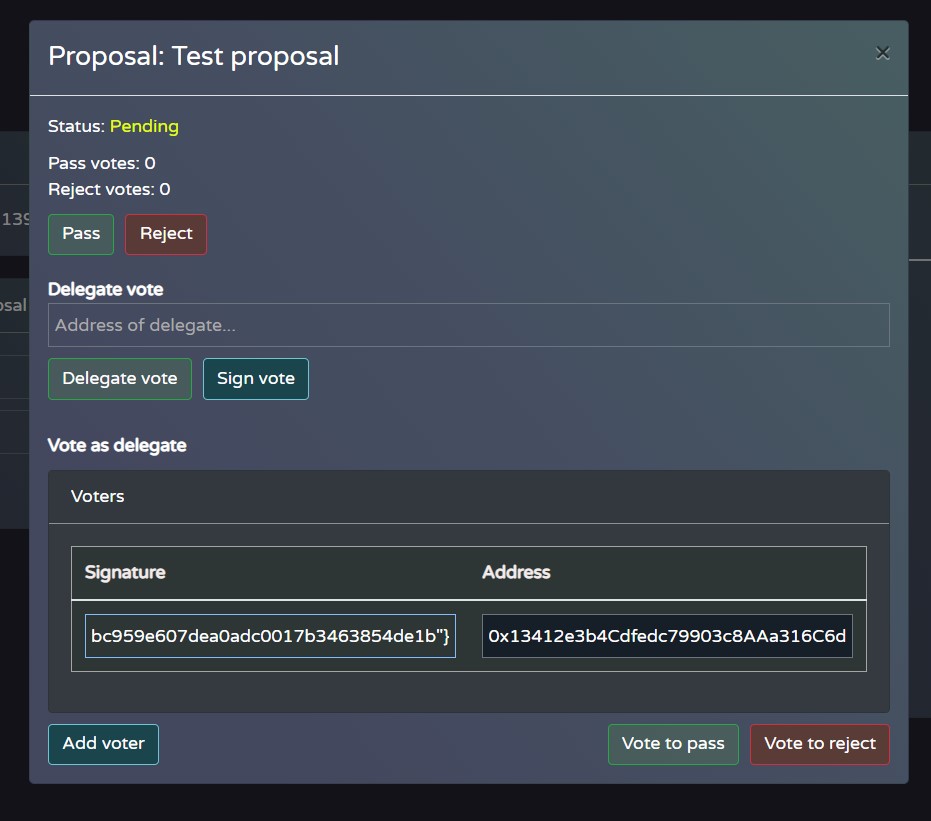 Proposal: Test proposal
×
Status: Pending
Pass votes: 0
Reject votes: 0
139
Pass Reject
osal
Delegate vote
Address of delegate...
Delegate vote Sign vote
Vote as delegate
Voters
Signature Address
bc959e607dea0adc0017b3463854de1b"} 0x13412e3b4Cdfedc79903c8AAa316C6d
Add voter Vote to pass Vote to reject